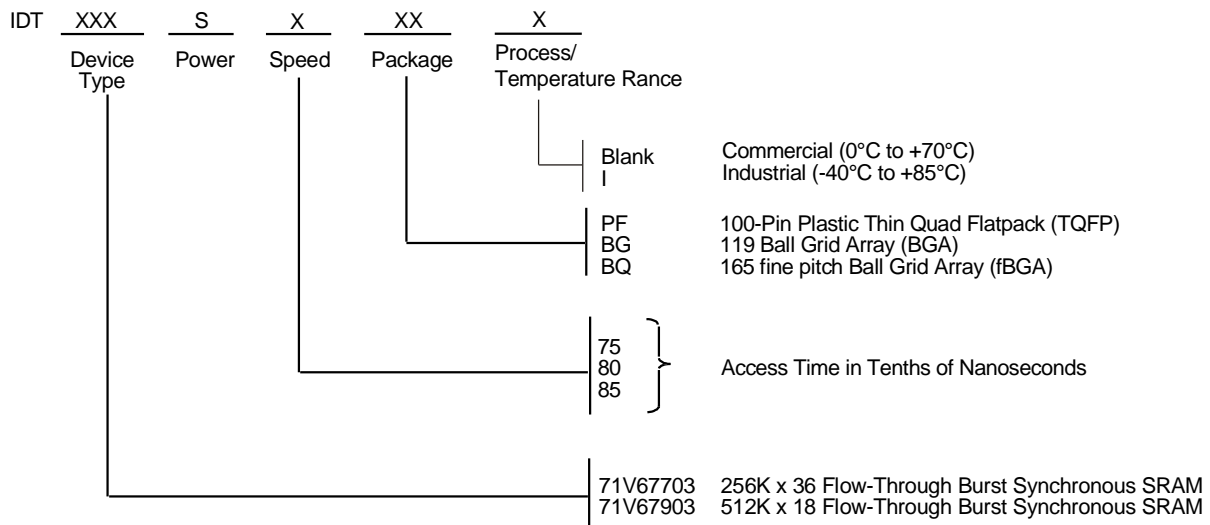 IDT XXX S X XX X
Device Type Power Speed Package Process/ Temperature Rance
Blank Commercial (0°C to +70°C)
I Industrial (-40°C to +85°C)
PF 100-Pin Plastic Thin Quad Flatpack (TQFP)
BG 119 Ball Grid Array (BGA)
BQ 165 fine pitch Ball Grid Array (fBGA)
75
80 Access Time in Tenths of Nanoseconds
85
71V67703 256K x 36 Flow-Through Burst Synchronous SRAM
71V67903 512K x 18 Flow-Through Burst Synchronous SRAM